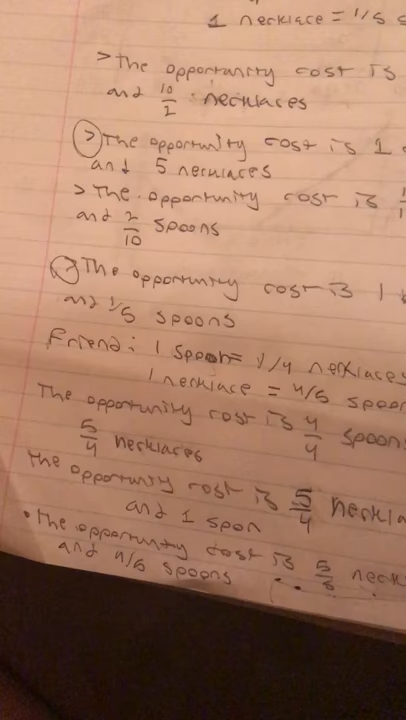 1 necklace = 1/5 s
> The opportunity cost is
and 10/2 necklaces
> The opportunity cost is 1
and 5 necklaces
> The opportunity cost is
and 2/10 spoons
> The opportunity cost is 1
and 1/5 spoons
Friend: 1 spoon = 1/4 necklaces
1 necklace = 4/5 spoon
The opportunity cost is 4/4 spoon
5/4 necklaces
The opportunity cost is 5/4 neckla
and 1 spon
• The opportunity cost is neck
and 4/5 spoons